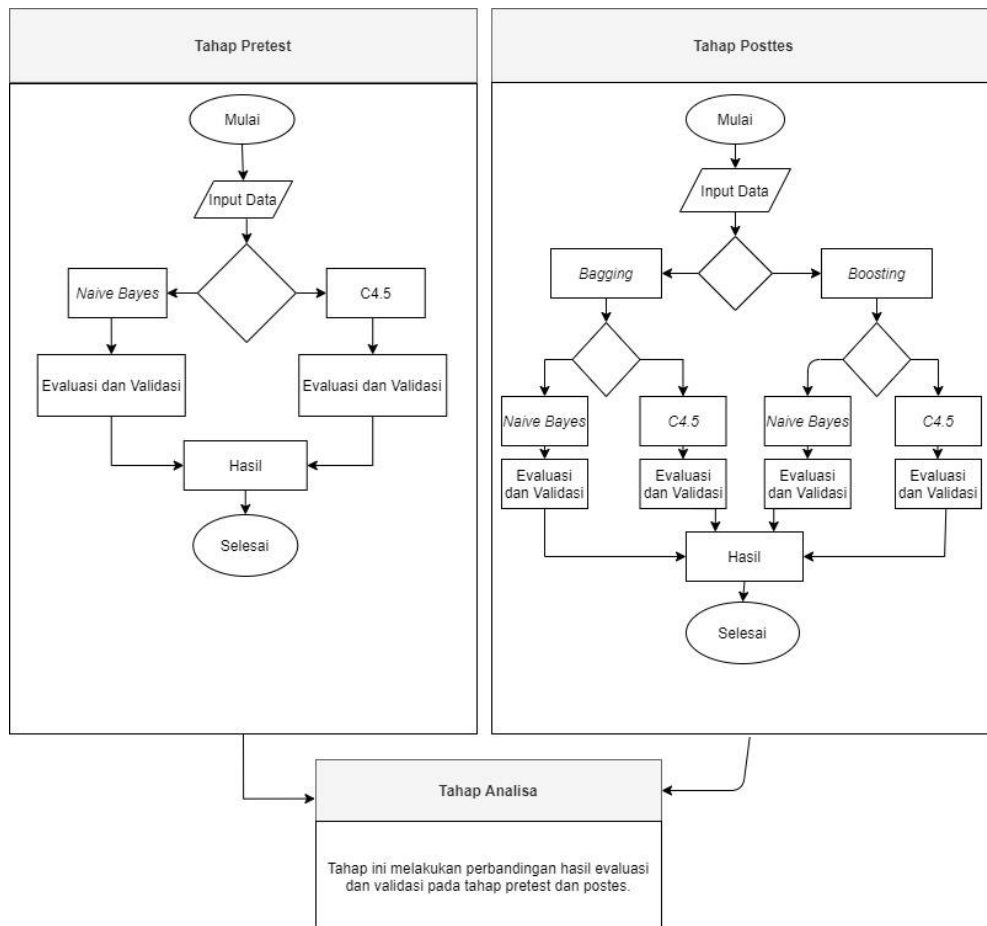 Tahap Pretest
Mulai
Input Data
Naive Bayes
C4.5
Evaluasi dan Validasi
Evaluasi dan Validasi
Hasil
Selesai
Tahap Posttes
Mulai
Input Data
Bagging
Boosting
Naive Bayes
C4.5
Naive Bayes
C4.5
Evaluasi
dan Validasi
Evaluasi
dan Validasi
Evaluasi
dan Validasi
Evaluasi
dan Validasi
Hasil
Selesai
Tahap Analisa
Tahap ini melakukan perbandingan hasil evaluasi
dan validasi pada tahap pretest dan postes.